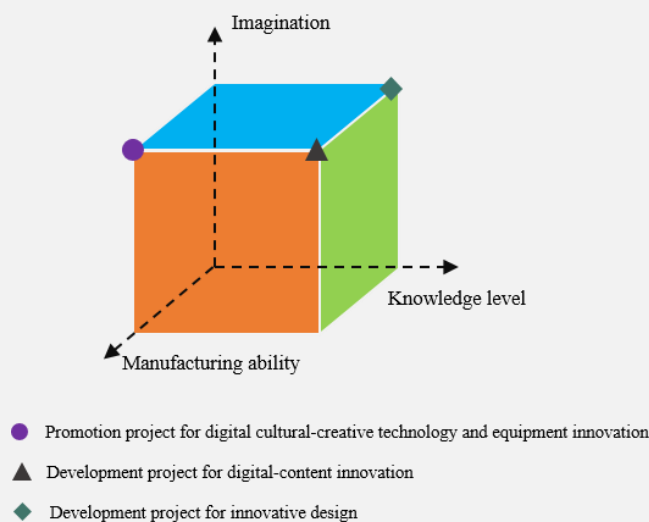 Imagination
Knowledge level
Manufacturing ability
Promotion project for digital cultural-creative technology and equipment innovation
Development project for digital-content innovation
Development project for innovative design